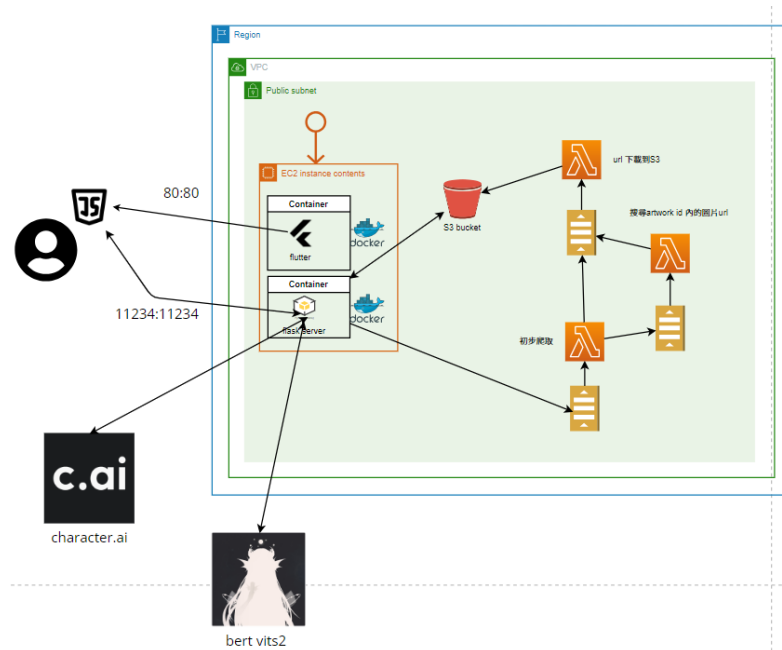 Region
VPC
Public subnet
EC2 instance contents
Container
flutter
docker
Container
flask server
docker
JS
80:80
11234:11234
S3 bucket
url 下載到S3
搜尋artwork id 內的圖片url
初步爬取
c.ai
character.ai
bert vits2